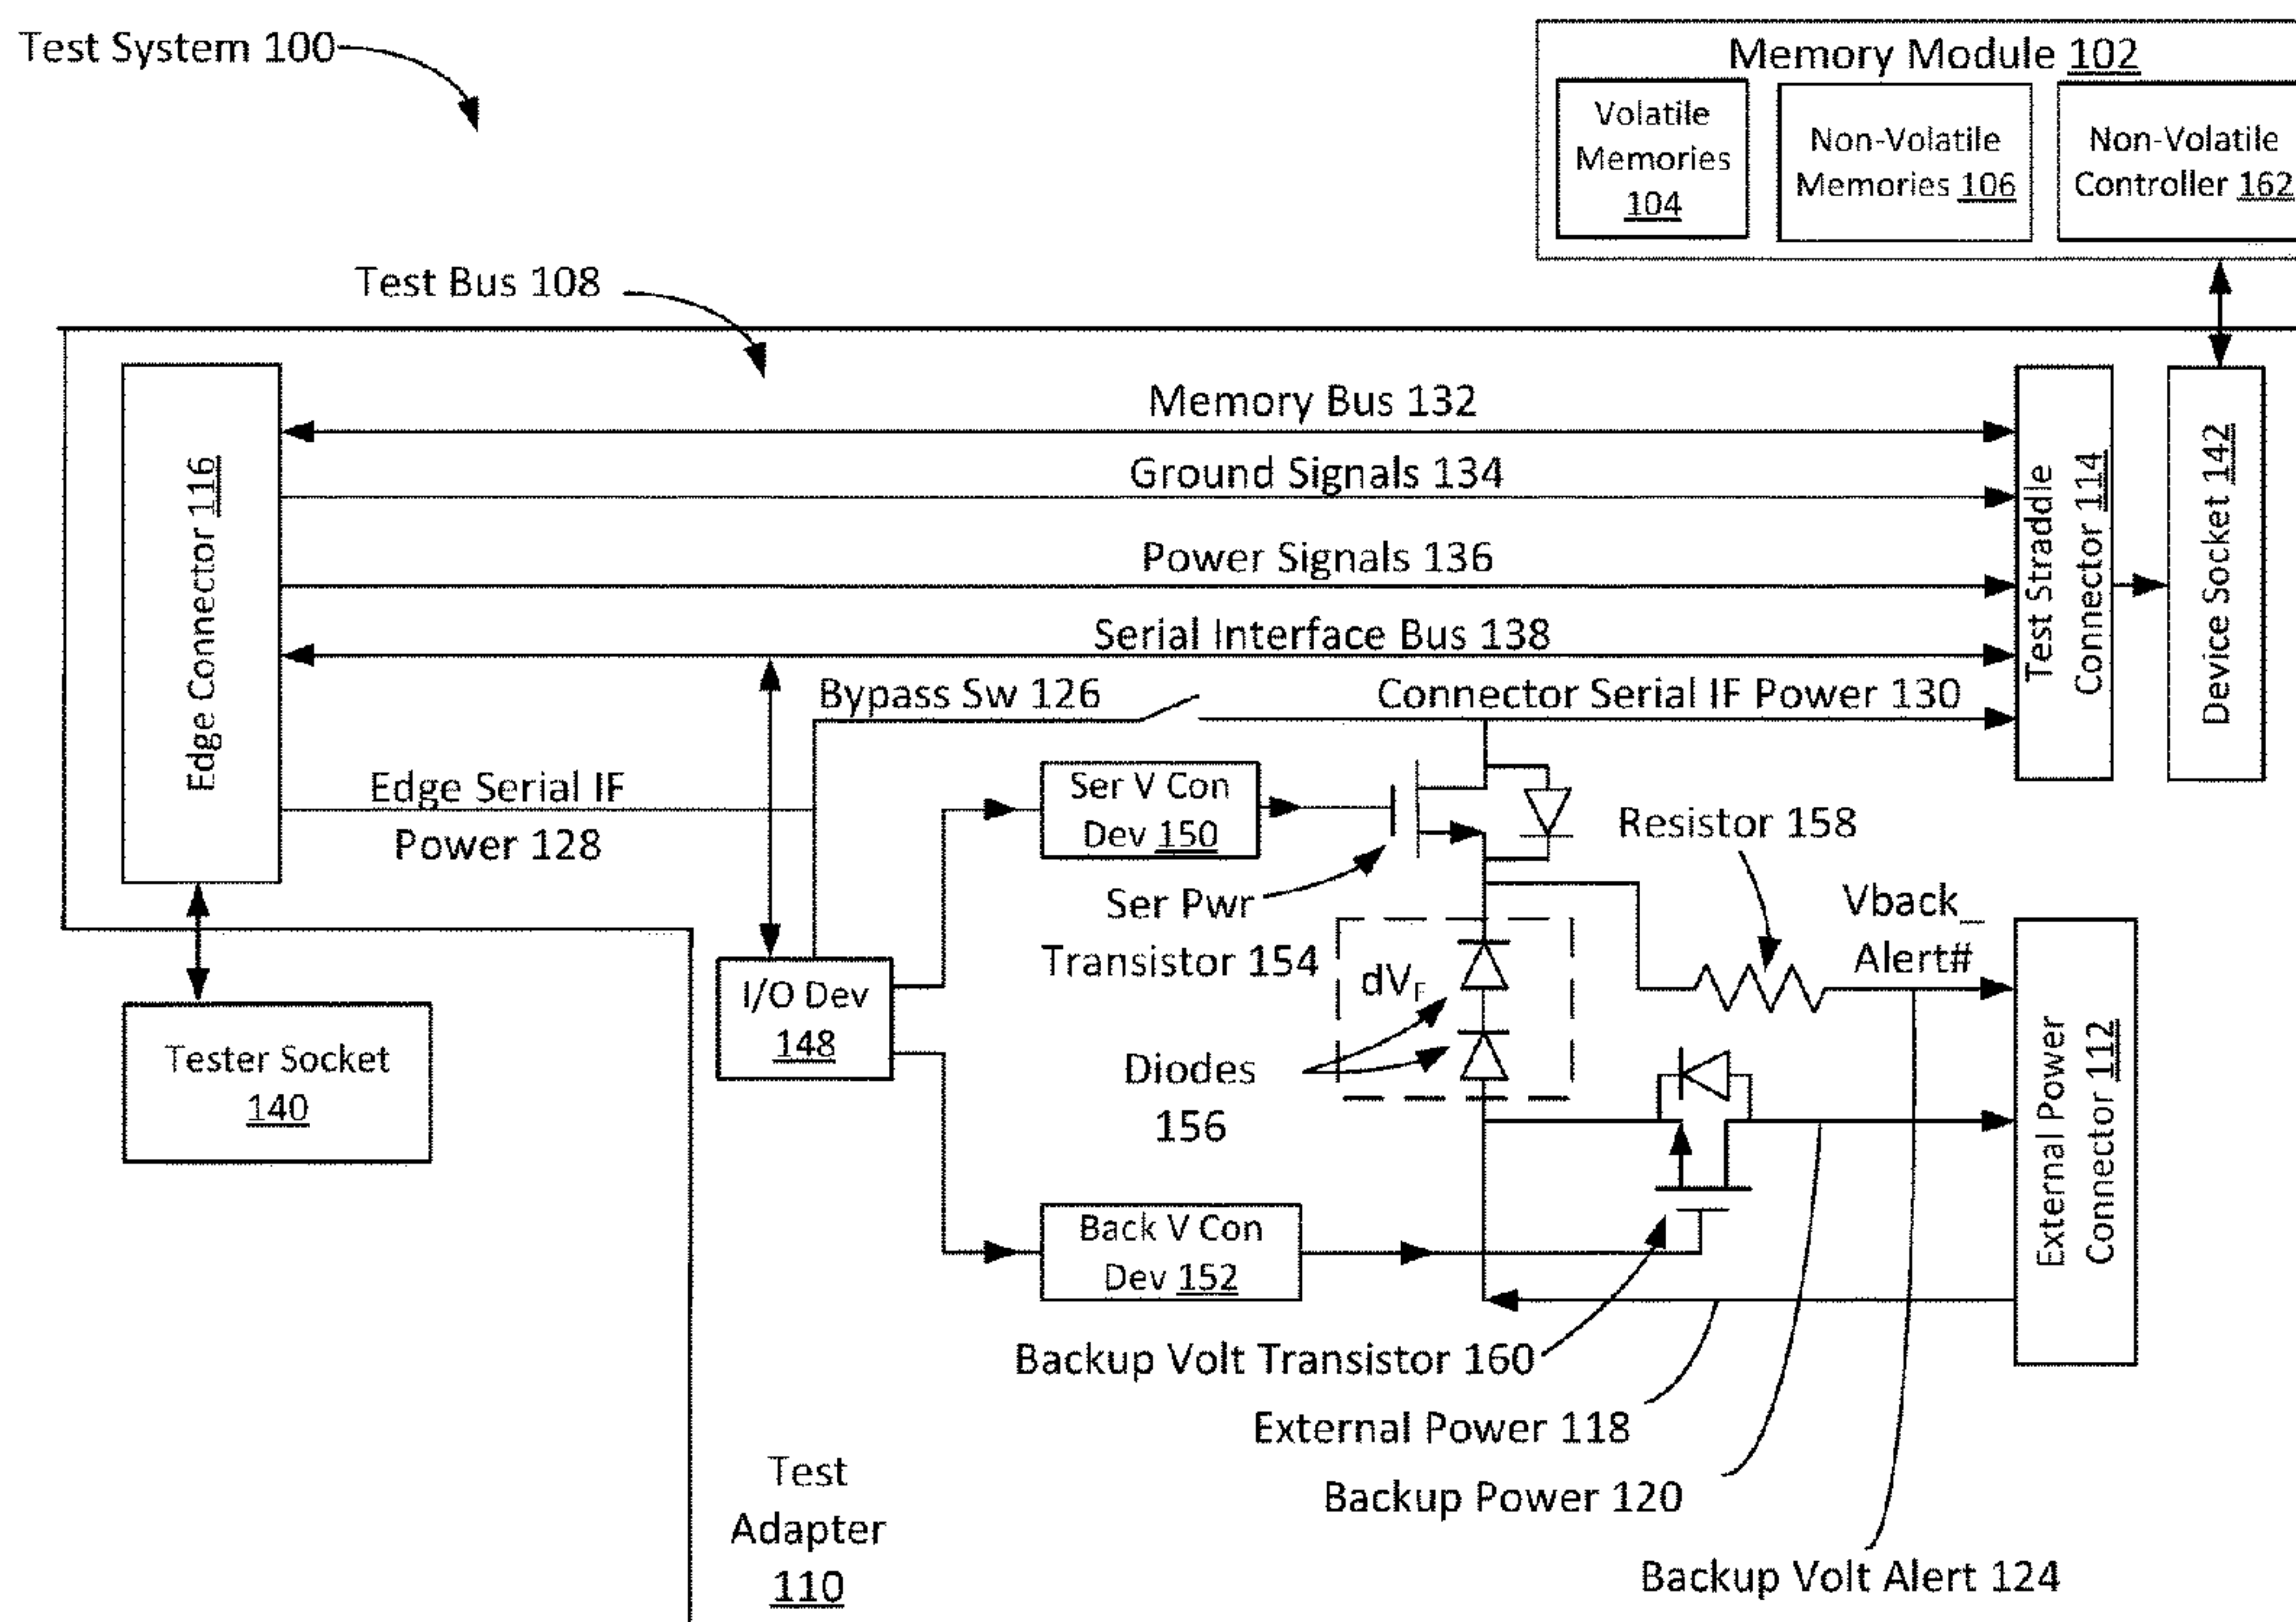 Test System 100
Memory Module 102
Volatile
Memories
104
Non-Volatile
Memories 106
Non-Volatile
Controller 162
Test Bus 108
Edge Connector 116
Memory Bus 132
Ground Signals 134
Power Signals 136
Serial Interface Bus 138
Test Straddle
Connector 114
Device Socket 142
Bypass Sw 126
Connector Serial IF Power 130
Edge Serial IF
Power 128
Ser V Con
Dev 150
Resistor 158
Ser Pwr
Transistor 154
Vback_
Alert#
I/O Dev
148
dVF
Diodes
156
External Power
Connector 112
Tester Socket
140
Back V Con
Dev 152
Backup Volt Transistor 160
External Power 118
Backup Power 120
Backup Volt Alert 124
Test
Adapter
110